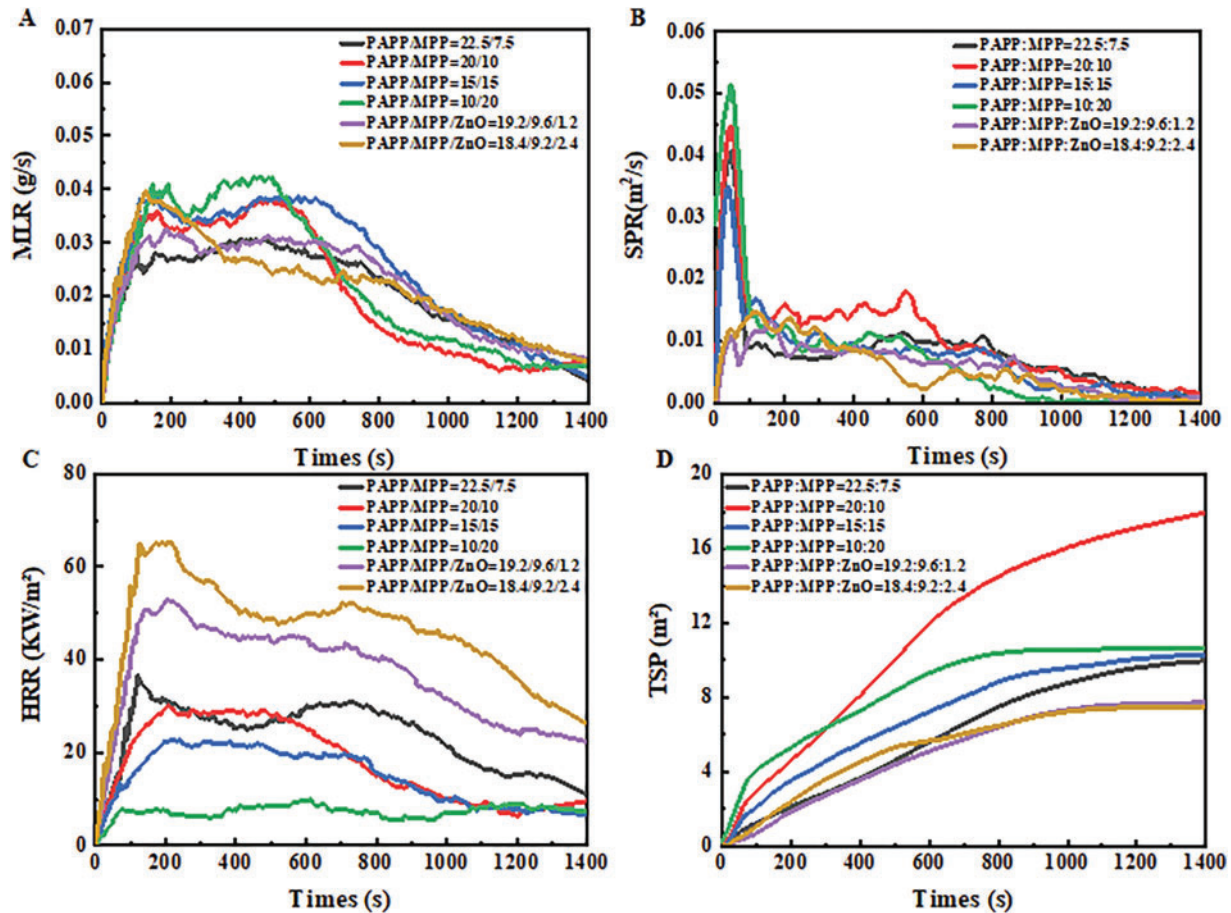 A
0.07
0.06
0.05
0.04
0.03
0.02
0.01
0.00
MLR (g/s)
PAPP/MPP=22.5/7.5
PAPP/MPP=20/10
PAPP/MPP=15/15
PAPP/MPP=10/20
PAPP/MPP/ZnO=19.2/9.6/1.2
PAPP/MPP/ZnO=18.4/9.2/2.4
0 200 400 600 800 1000 1200 1400
Times (s)
B
0.06
0.05
0.04
0.03
0.02
0.01
0.00
SPR(m²/s)
PAPP:MPP=22.5:7.5
PAPP:MPP=20:10
PAPP:MPP=15:15
PAPP:MPP=10:20
PAPP:MPP:ZnO=19.2:9.6:1.2
PAPP:MPP:ZnO=18.4:9.2:2.4
0 200 400 600 800 1000 1200 1400
Times (s)
C
80
60
40
20
0
HRR (KW/m²)
PAPP/MPP=22.5/7.5
PAPP/MPP=20/10
PAPP/MPP=15/15
PAPP/MPP=10/20
PAPP/MPP/ZnO=19.2/9.6/1.2
PAPP/MPP/ZnO=18.4/9.2/2.4
0 200 400 600 800 1000 1200 1400
Times (s)
D
20
16
12
8
4
0
TSP (m²)
PAPP:MPP=22.5:7.5
PAPP:MPP=20:10
PAPP:MPP=15:15
PAPP:MPP=10:20
PAPP:MPP:ZnO=19.2:9.6:1.2
PAPP:MPP:ZnO=18.4:9.2:2.4
0 200 400 600 800 1000 1200 1400
Times (s)